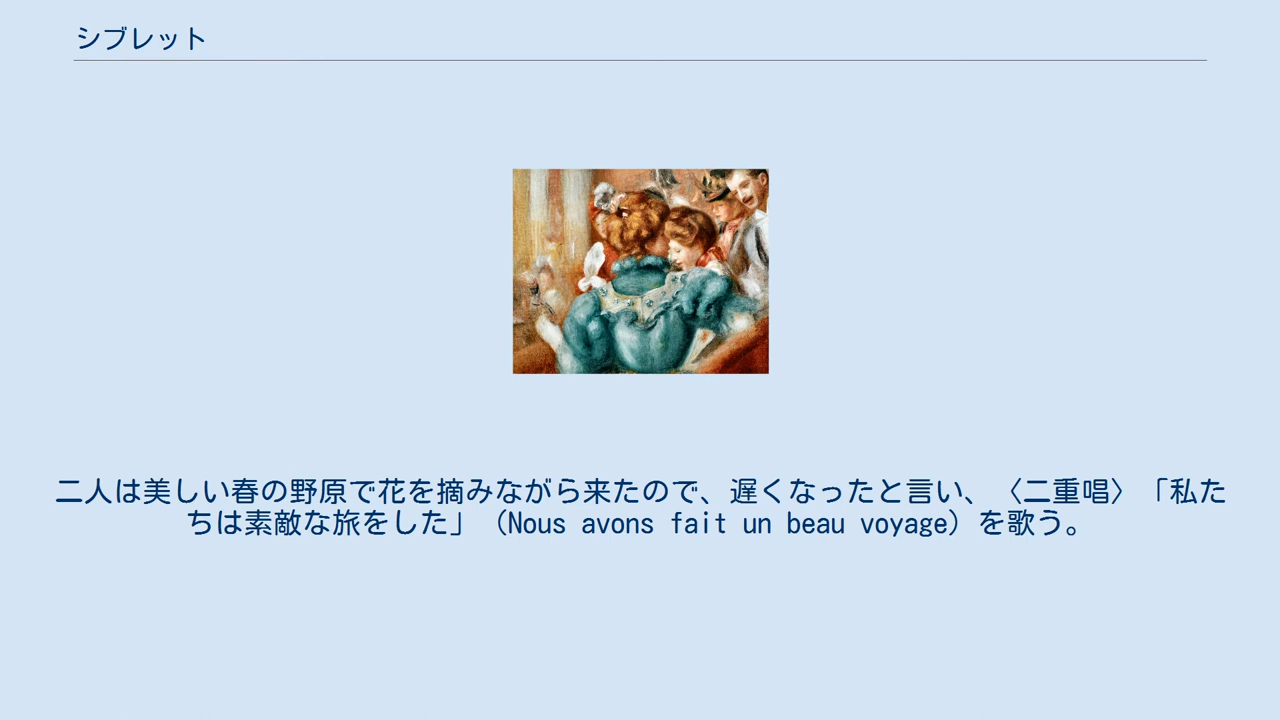 シブレット
二人は美しい春の野原で花を摘みながら来たので、遅くなったと言い、〈二重唱〉「私た
ちは素敵な旅をした」（Nous avons fait un beau voyage）を歌う。